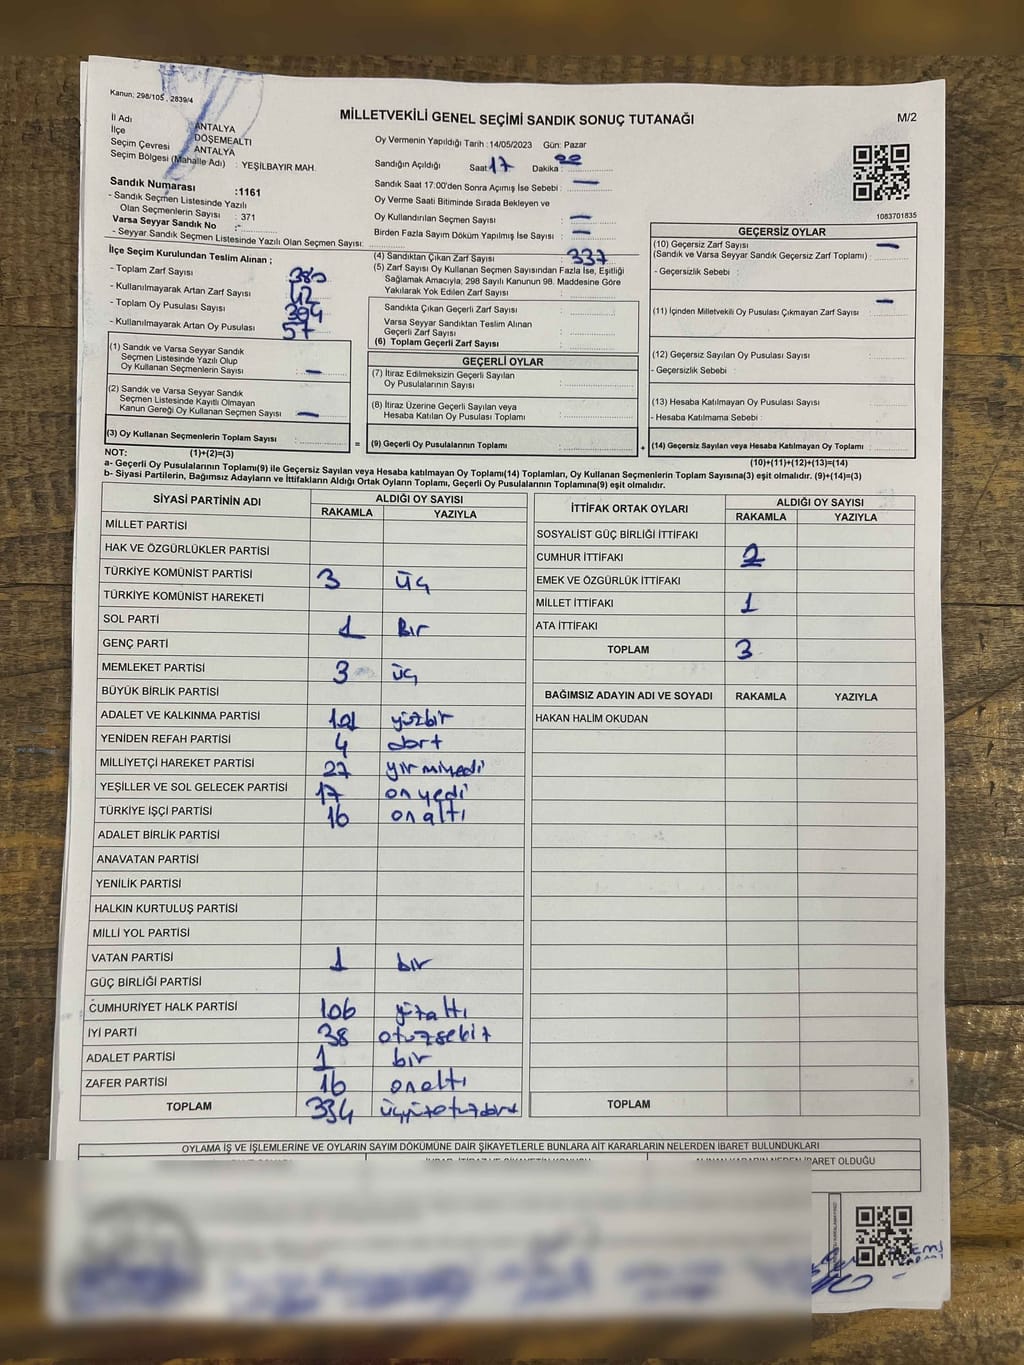 Kanun; 298/105 , 2839/4
MİLLETVEKİLİ GENEL SEÇİMİ SANDIK SONUÇ TUTANAĞI
M/2
İl Adı ANTALYA
İlçe DÖŞEMEALTI
Seçim Çevresi ANTALYA
Seçim Bölgesi (Mahalle Adı) : YEŞİLBAYIR MAH.
Sandık Numarası :1161
- Sandık Seçmen Listesinde Yazılı
Olan Seçmenlerin Sayısı : 371
Varsa Seyyar Sandık No :-
- Seyyar Sandık Seçmen Listesinde Yazılı Olan Seçmen Sayısı:
Oy Vermenin Yapıldığı Tarih :14/05/2023 Gün: Pazar
Sandığın Açıldığı Saat: 17 Dakika:
Sandık Saat 17:00'den Sonra Açılmış İse Sebebi : —
Oy Verme Saati Bitiminde Sırada Bekleyen ve
Oy Kullandırılan Seçmen Sayısı : —
Birden Fazla Sayım Döküm Yapılmış İse Sayısı : —
1083701835
İlçe Seçim Kurulundan Teslim Alınan ;
- Toplam Zarf Sayısı : 380
- Kullanılmayarak Artan Zarf Sayısı :
- Toplam Oy Pusulası Sayısı : 394
- Kullanılmayarak Artan Oy Pusulası : 57
(1) Sandık ve Varsa Seyyar Sandık
Seçmen Listesinde Yazılı Olup
Oy Kullanan Seçmenlerin Sayısı : —
(2) Sandık ve Varsa Seyyar Sandık
Seçmen Listesinde Kayıtlı Olmayan
Kanun Gereği Oy Kullanan Seçmen Sayısı : —
(3) Oy Kullanan Seçmenlerin Toplam Sayısı :
(4) Sandıktan Çıkan Zarf Sayısı : 337
(5) Zarf Sayısı Oy Kullanan Seçmen Sayısından Fazla İse, Eşitliği
Sağlamak Amacıyla; 298 Sayılı Kanunun 98. Maddesine Göre
Yakılarak Yok Edilen Zarf Sayısı :
Sandıkta Çıkan Geçerli Zarf Sayısı :
Varsa Seyyar Sandıktan Teslim Alınan
Geçerli Zarf Sayısı :
(6) Toplam Geçerli Zarf Sayısı :
GEÇERLİ OYLAR
(7) İtiraz Edilmeksizin Geçerli Sayılan
Oy Pusulalarının Sayısı :
(8) İtiraz Üzerine Geçerli Sayılan veya
Hesaba Katılan Oy Pusulası Toplamı :
= (9) Geçerli Oy Pusulalarının Toplamı :
GEÇERSİZ OYLAR
(10) Geçersiz Zarf Sayısı —
(Sandık ve Varsa Seyyar Sandık Geçersiz Zarf Toplamı) :
- Geçersizlik Sebebi :
(11) İçinden Milletvekili Oy Pusulası Çıkmayan Zarf Sayısı : —
(12) Geçersiz Sayılan Oy Pusulası Sayısı :
- Geçersizlik Sebebi :
(13) Hesaba Katılmayan Oy Pusulası Sayısı :
- Hesaba Katılmama Sebebi :
+ (14) Geçersiz Sayılan veya Hesaba Katılmayan Oy Toplamı :
NOT: (1)+(2)=(3)
(10)+(11)+(12)+(13)=(14)
a- Geçerli Oy Pusulalarının Toplamı(9) ile Geçersiz Sayılan veya Hesaba katılmayan Oy Toplamı(14) Toplamları, Oy Kullanan Seçmenlerin Toplam Sayısına(3) eşit olmalıdır. (9)+(14)=(3)
b- Siyasi Partilerin, Bağımsız Adayların ve İttifakların Aldığı Ortak Oyların Toplamı, Geçerli Oy Pusulalarının Toplamına(9) eşit olmalıdır.
SİYASİ PARTİNİN ADI ALDIĞI OY SAYISI
RAKAMLA YAZIYLA
MİLLET PARTİSİ
HAK VE ÖZGÜRLÜKLER PARTİSİ
TÜRKİYE KOMÜNİST PARTİSİ 3 üç
TÜRKİYE KOMÜNİST HAREKETİ
SOL PARTİ 1 Bir
GENÇ PARTİ
MEMLEKET PARTİSİ 3 üç
BÜYÜK BİRLİK PARTİSİ
ADALET VE KALKINMA PARTİSİ 101 yüzbir
YENİDEN REFAH PARTİSİ 4 dört
MİLLİYETÇİ HAREKET PARTİSİ 27 yirmiyedi
YEŞİLLER VE SOL GELECEK PARTİSİ 17 onyedi
TÜRKİYE İŞÇİ PARTİSİ 16 onaltı
ADALET BİRLİK PARTİSİ
ANAVATAN PARTİSİ
YENİLİK PARTİSİ
HALKIN KURTULUŞ PARTİSİ
MİLLİ YOL PARTİSİ
VATAN PARTİSİ 1 bir
GÜÇ BİRLİĞİ PARTİSİ
CUMHURİYET HALK PARTİSİ 106 yüzaltı
İYİ PARTİ 38 otuzsekiz
ADALET PARTİSİ 1 bir
ZAFER PARTİSİ 16 onaltı
TOPLAM 334 üçyüzotuzdört
İTTİFAK ORTAK OYLARI ALDIĞI OY SAYISI
RAKAMLA YAZIYLA
SOSYALİST GÜÇ BİRLİĞİ İTTİFAKI
CUMHUR İTTİFAKI 2
EMEK VE ÖZGÜRLÜK İTTİFAKI
MİLLET İTTİFAKI 1
ATA İTTİFAKI
TOPLAM 3
BAĞIMSIZ ADAYIN ADI VE SOYADI RAKAMLA YAZIYLA
HAKAN HALİM OKUDAN
TOPLAM
OYLAMA İŞ VE İŞLEMLERİNE VE OYLARIN SAYIM DÖKÜMÜNE DAİR ŞİKAYETLERLE BUNLARA AİT KARARLARIN NELERDEN İBARET BULUNDUKLARI